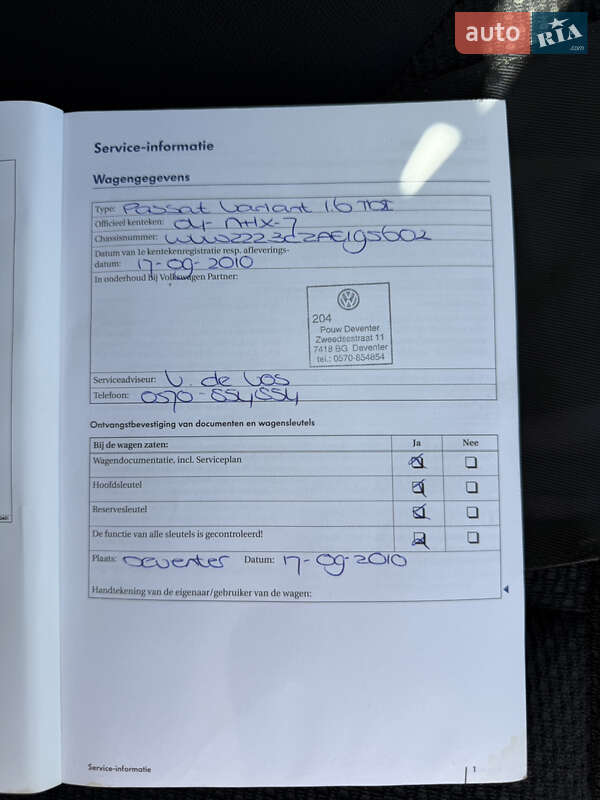 auto RIA .com
Service-informatie
Wagengegevens
Type: Passat Variant 1.6 TDI
Officieel kenteken: 04-NHX-7
Chassisnummer: WVWZZZ3CZAE195602
Datum van 1e kentekenregistratie resp. afleverings-
datum: 17-09-2010
In onderhoud Bij Volkswagen Partner:
204
Pouw Deventer
Zweedsestraat 11
7418 BG Deventer
tel.: 0570-854854
Serviceadviseur: V. de Vos
Telefoon: 0570-854854
Ontvangstbevestiging van documenten en wagensleutels
Bij de wagen zaten: Ja Nee
Wagendocumentatie, incl. Serviceplan
Hoofdsleutel
Reservesleutel
De functie van alle sleutels is gecontroleerd!
Plaats: Deventer Datum: 17-09-2010
Handtekening van de eigenaar/gebruiker van de wagen:
Service-informatie 1